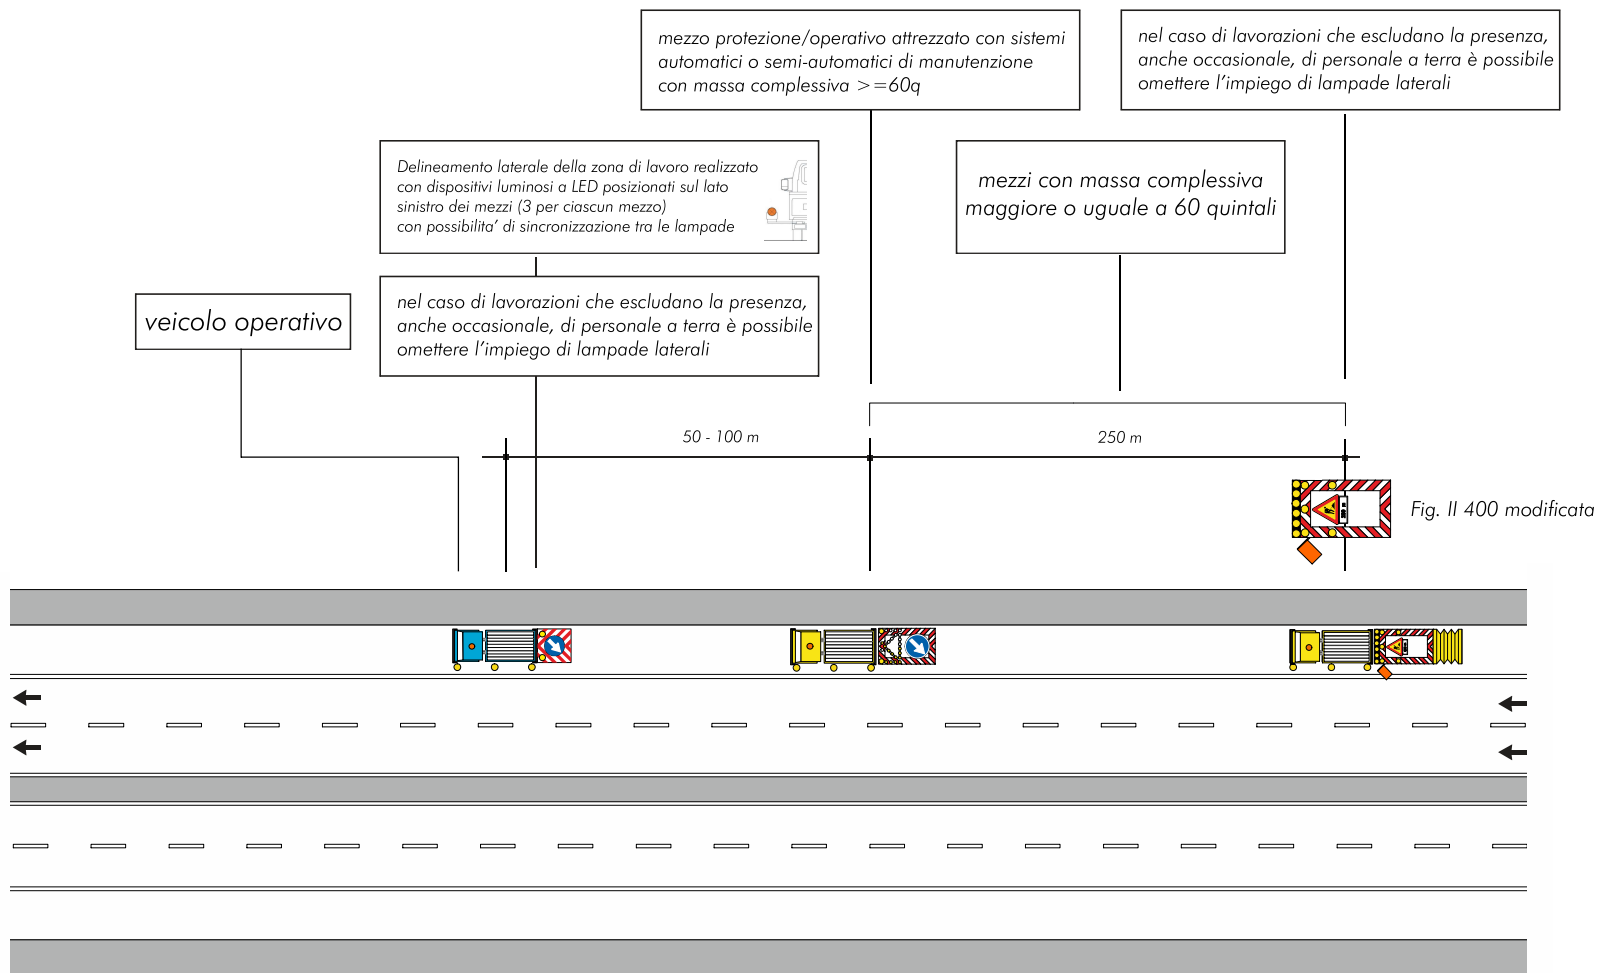 mezzo protezione/operativo attrezzato con sistemi
automatici o semi-automatici di manutenzione
con massa complessiva >=60q
nel caso di lavorazioni che escludano la presenza,
anche occasionale, di personale a terra è possibile
omettere l'impiego di lampade laterali
Delineamento laterale della zona di lavoro realizzato
con dispositivi luminosi a LED posizionati sul lato
sinistro dei mezzi (3 per ciascun mezzo)
con possibilita' di sincronizzazione tra le lampade
mezzi con massa complessiva
maggiore o uguale a 60 quintali
veicolo operativo
nel caso di lavorazioni che escludano la presenza,
anche occasionale, di personale a terra è possibile
omettere l'impiego di lampade laterali
50 - 100 m
250 m
Fig. II 400 modificata